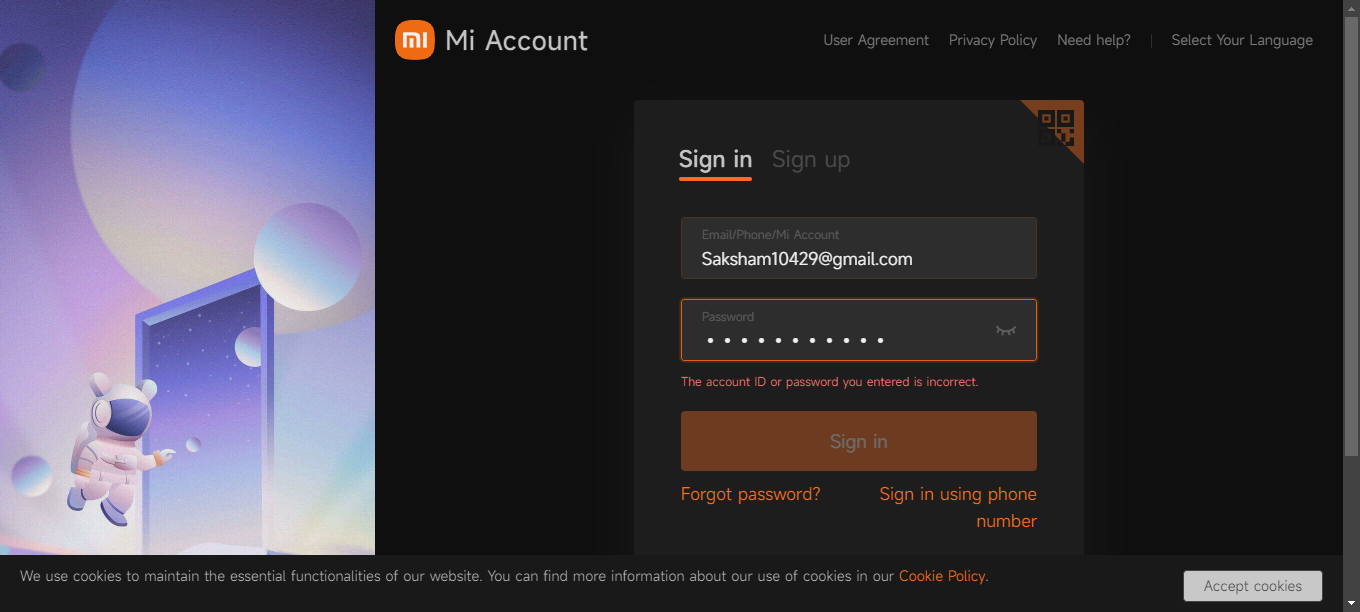 Mi Account
User Agreement
Privacy Policy
Need help?
Select Your Language
Sign in
Sign up
Email/Phone/Mi Account
Saksham10429@gmail.com
Password
•••••••••••
The account ID or password you entered is incorrect.
Sign in
Forgot password?
Sign in using phone
number
We use cookies to maintain the essential functionalities of our website. You can find more information about our use of cookies in our Cookie Policy.
Accept cookies